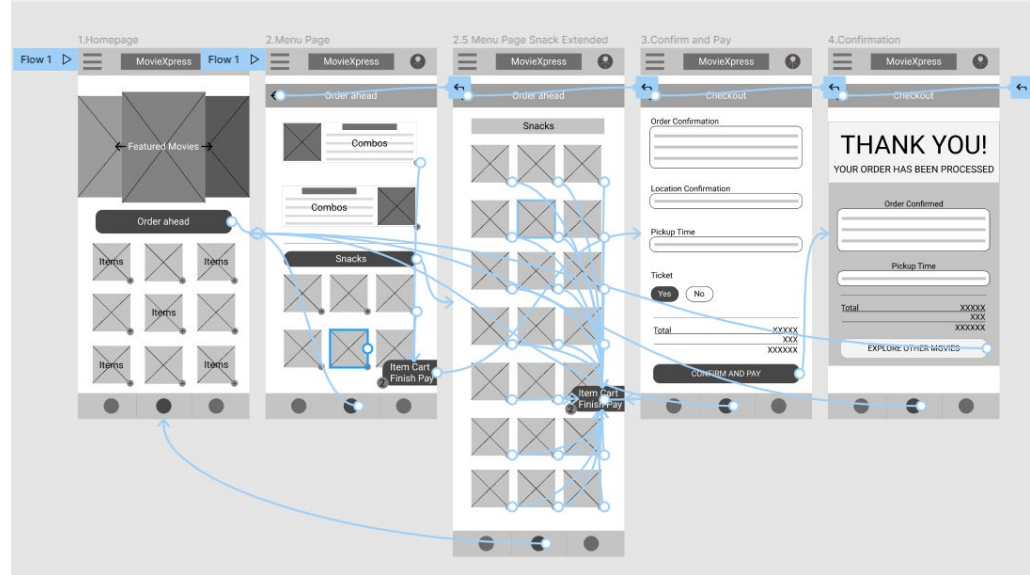 1.Homepage
2.Menu Page
2.5 Menu Page Snack Extended
3.Confirm and Pay
4.Confirmation
Flow 1
MovieXpress
Flow 1
MovieXpress
MovieXpress
MovieXpress
MovieXpress
Featured Movies
Order ahead
Items
Items
Items
Items
Items
Order ahead
Combos
Combos
Snacks
Item Cart
Finish Pay
2
Order ahead
Snacks
Item Cart
Finish Pay
2
Checkout
Order Confirmation
Location Confirmation
Pickup Time
Ticket
Yes
No
Total XXXXX
XXX
XXXXXX
CONFIRM AND PAY
Checkout
THANK YOU!
YOUR ORDER HAS BEEN PROCESSED
Order Confirmed
Pickup Time
Total XXXXX
XXX
XXXXXX
EXPLORE OTHER MOVIES